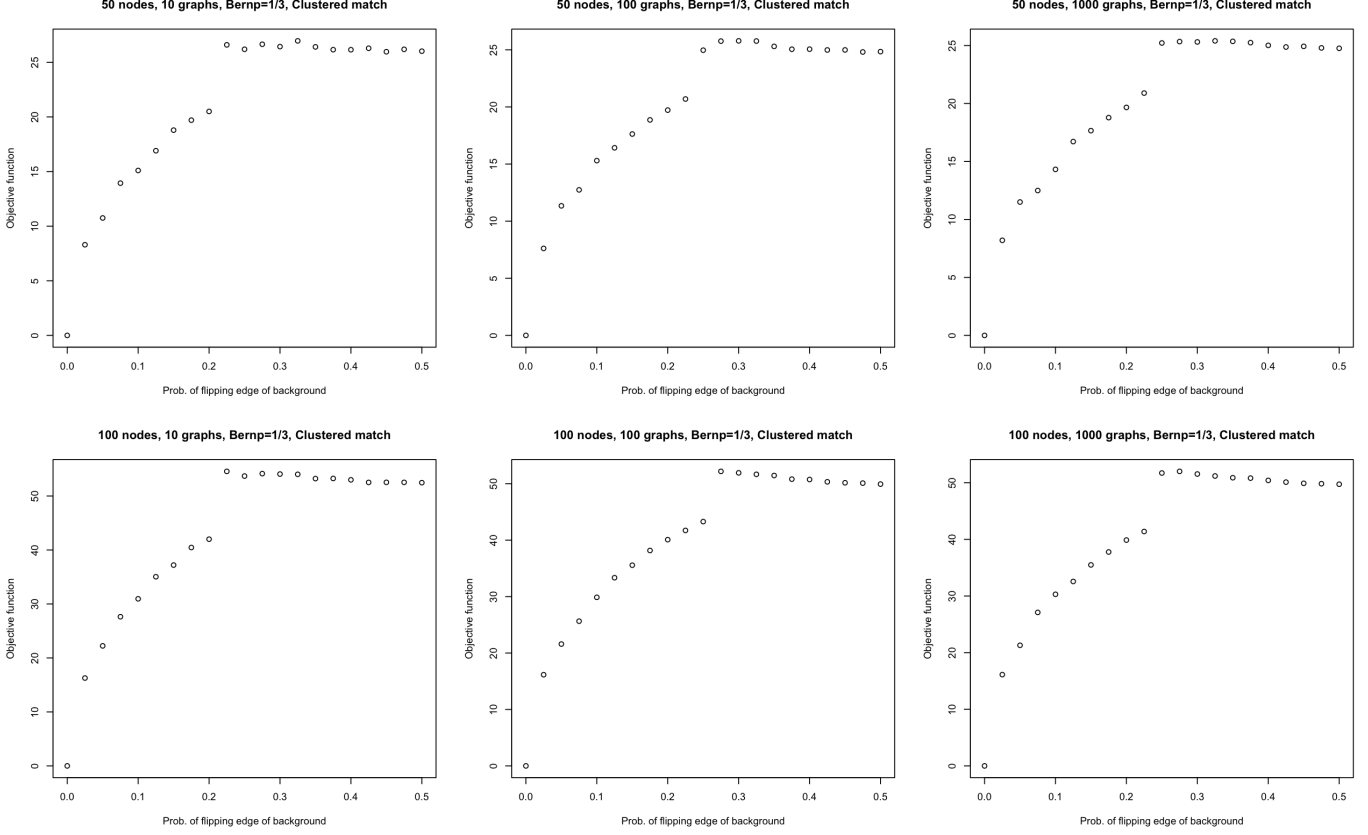 50 nodes, 10 graphs, Bernp=1/3, Clustered match
Objective function
25
20
15
10
5
0
0.0 0.1 0.2 0.3 0.4 0.5
Prob. of flipping edge of background
50 nodes, 100 graphs, Bernp=1/3, Clustered match
Objective function
25
20
15
10
5
0
0.0 0.1 0.2 0.3 0.4 0.5
Prob. of flipping edge of background
50 nodes, 1000 graphs, Bernp=1/3, Clustered match
Objective function
25
20
15
10
5
0
0.0 0.1 0.2 0.3 0.4 0.5
Prob. of flipping edge of background
100 nodes, 10 graphs, Bernp=1/3, Clustered match
Objective function
50
40
30
20
10
0
0.0 0.1 0.2 0.3 0.4 0.5
Prob. of flipping edge of background
100 nodes, 100 graphs, Bernp=1/3, Clustered match
Objective function
50
40
30
20
10
0
0.0 0.1 0.2 0.3 0.4 0.5
Prob. of flipping edge of background
100 nodes, 1000 graphs, Bernp=1/3, Clustered match
Objective function
50
40
30
20
10
0
0.0 0.1 0.2 0.3 0.4 0.5
Prob. of flipping edge of background